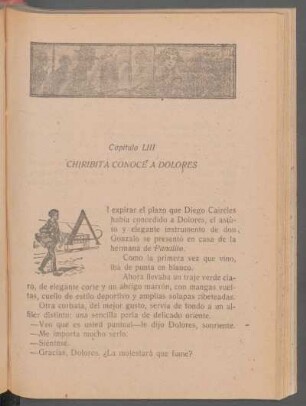 Capítulo LIII
CHIRIBITA CONOCE A DOLORES
Al expirar el plazo que Diego
había concedido a Dolores, el astu-
to y elegante instrumento de don
Gonzalo se presentó en casa de la
hermana de
Como la primera vez que vino,
iba de punta en blanco.
Ahora llevaba un traje verde cla-
ro, de elegante corte y un abrigo marrón, con mangas vuel-
tas, cuello de estilo deportivo y amplias solapas ribeteadas.
Otra corbata, del mejor gusto, servía de fondo a un al-
filer distinto: una sencilla perla de delicado oriente.
—Veo que es usted puntual—le dijo Dolores, sonriente.
—Me importa mucho serlo.
—Siéntese.
—Gracias, Dolores. ¿La molestará que fume?